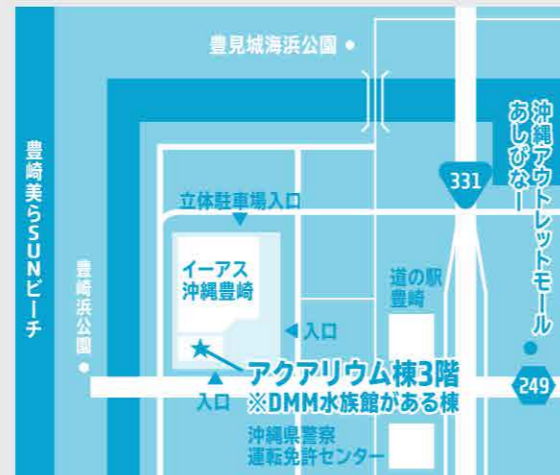 豊見城海浜公園
沖縄アウトレットモール
あしびなー
豊崎美らSUNビーチ
331
立体駐車場入口
イーアス
沖縄豊崎
道の駅
豊崎
豊崎浜公園
入口
アクアリウム棟3階
※DMM水族館がある棟
入口
249
沖縄県警察
運転免許センター